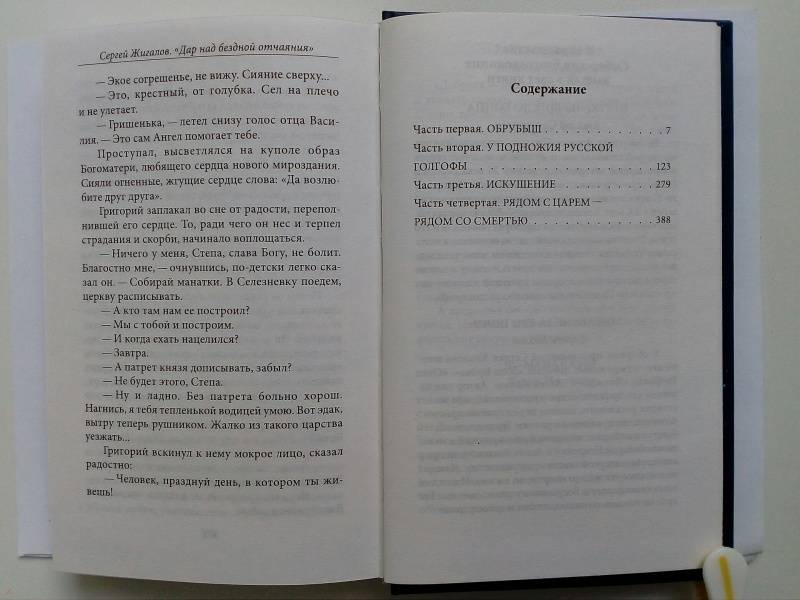 Сергей Жигалов. «Дар над бездной отчаяния»
— Экое согрешенье, не вижу. Сияние сверху...
— Это, крестный, от голубка. Сел на плечо
и не улетает.
— Гришенька, — летел снизу голос отца Васи-
лия. — Это сам Ангел помогает тебе.
Проступал, высветлялся на куполе образ
Богоматери, любящего сердца нового мироздания.
Сияли огненные, жгущие сердце слова: «Да возлю-
бите друг друга».
Григорий заплакал во сне от радости, переполн-
нившей его сердце. То, ради чего он нес и терпел
страдания и скорби, начинало воплощаться.
— Ничего у меня, Степа, слава Богу, не болит.
Благостно мне, — очнувшись, по-детски легко ска-
зал он. — Собирай манатки. В Селезневку поедем,
церкву расписывать.
— А кто там нам ее построил?
— Мы с тобой и построим.
— И когда ехать нацелился?
— Завтра.
— А патрет князя дописывать, забыл?
— Не будет этого, Степа.
— Ну и ладно. Без патрета больно хорош.
Нагнись, я тебя тепленькой водицей умою. Вот эдак,
вытру теперь рушником. Жалко из такого царства
уезжать...
Григорий вскинул к нему мокрое лицо, сказал
радостно:
— Человек, празднуй день, в котором ты жи-
вешь!
Содержание
Часть первая. ОБРУБЫШ . . . . . . . . . . . 7
Часть вторая. У ПОДНОЖИЯ РУССКОЙ
ГОЛГОФЫ . . . . . . . . . . . . . . . . 123
Часть третья. ИСКУШЕНИЕ . . . . . . . . . 279
Часть четвертая. РЯДОМ С ЦАРЕМ —
РЯДОМ СО СМЕРТЬЮ . . . . . . . . . . . 388